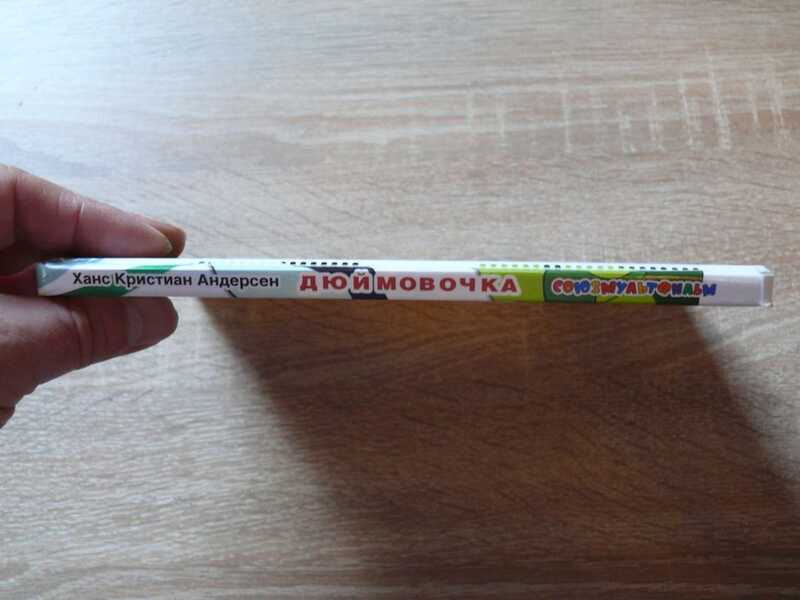 Ханс Кристиан Андерсен ДЮЙМОВОЧКА СОЮЗМУЛЬТФИЛЬМ